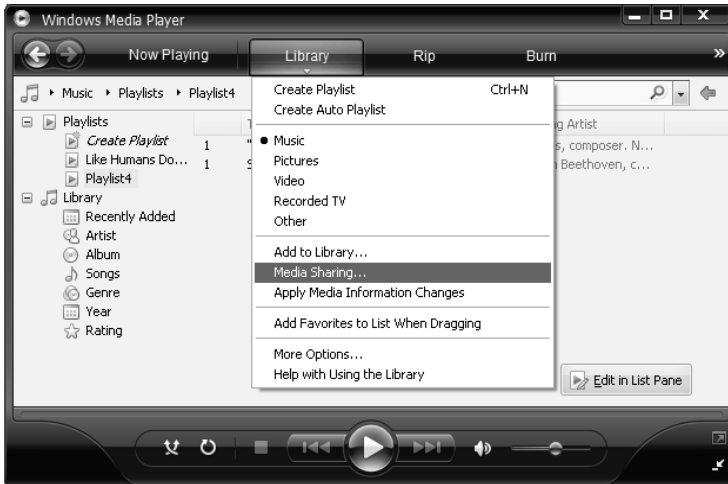 Windows Media Player
Now Playing Library Rip Burn »
Music Playlists Playlist4
Playlists
Create Playlist
Like Humans Do...
Playlist4
Library
Recently Added
Artist
Album
Songs
Genre
Year
Rating
1
1
Create Playlist Ctrl+N
Create Auto Playlist
Music
Pictures
Video
Recorded TV
Other
Add to Library...
Media Sharing...
Apply Media Information Changes
Add Favorites to List When Dragging
More Options...
Help with Using the Library
Artist
composer. N...
Beethoven, c...
Edit in List Pane